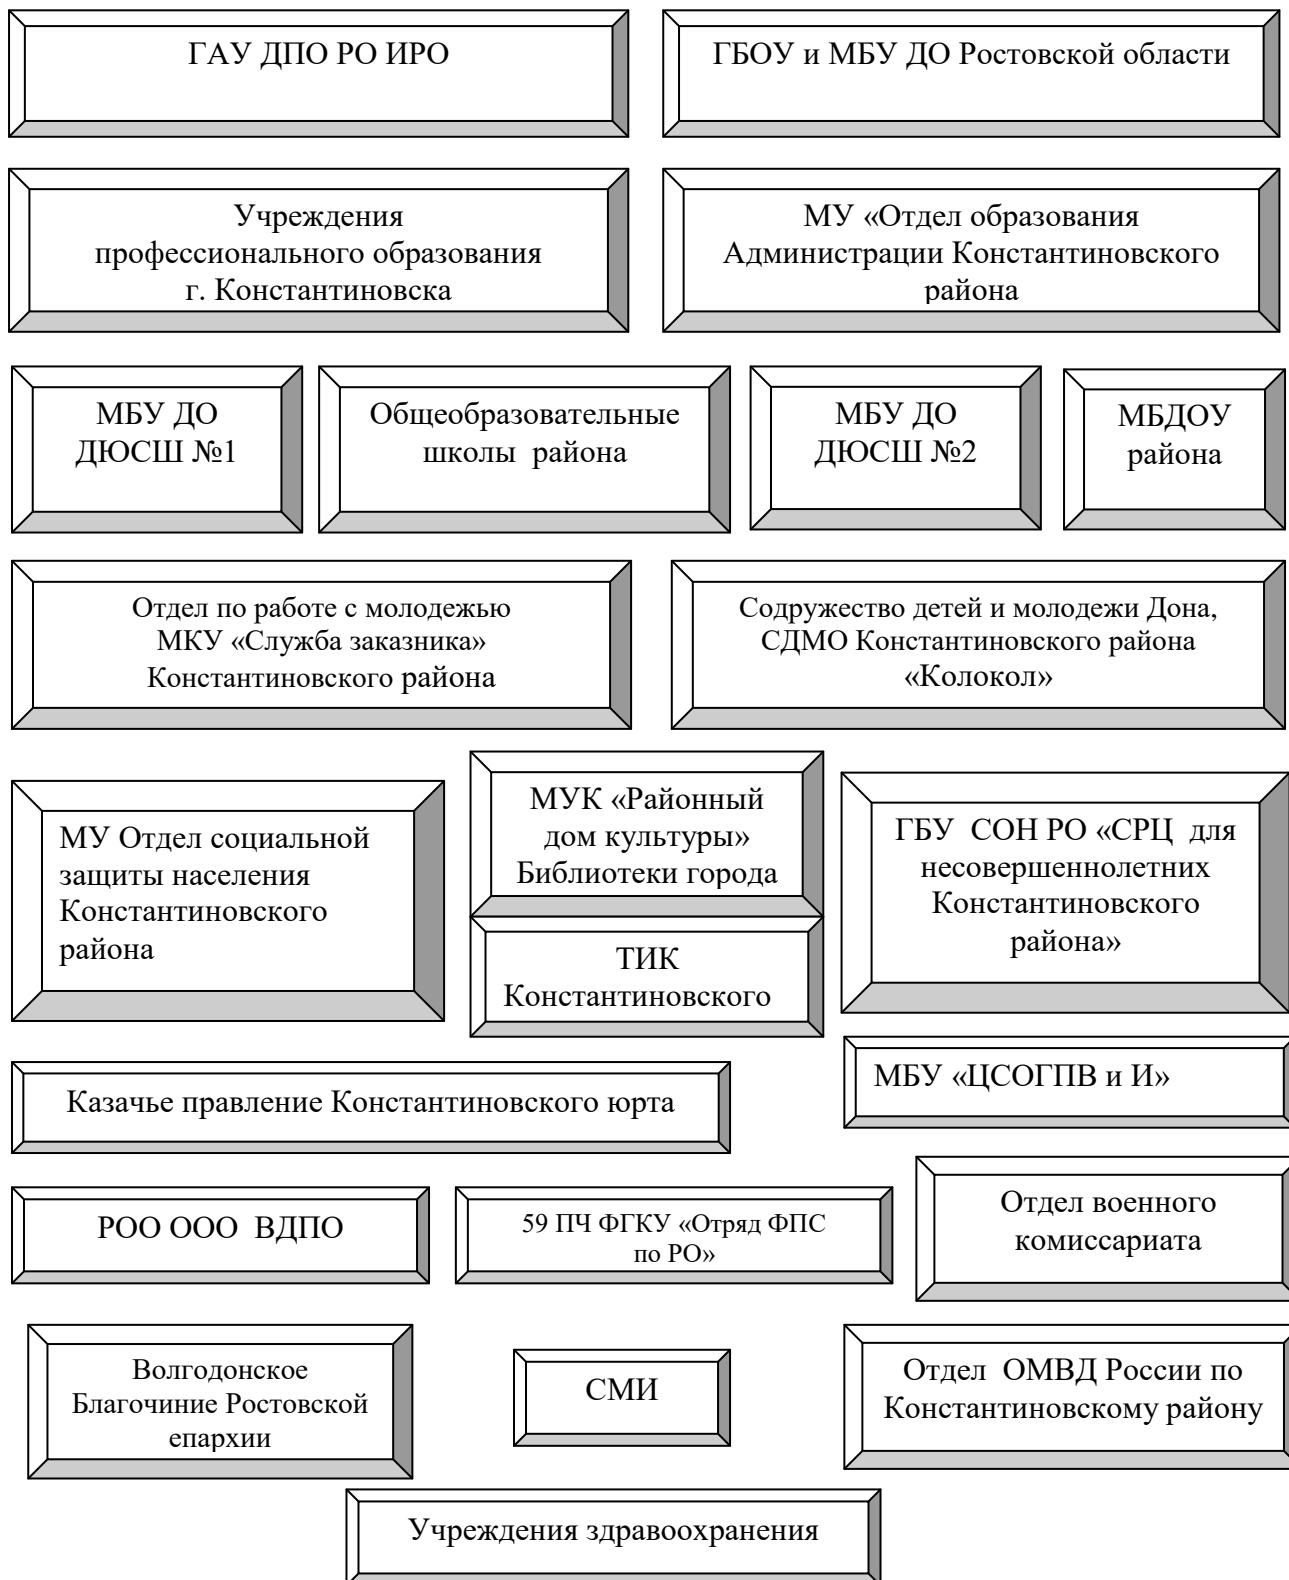 ГАУ ДПО РО ИРО
ГБОУ и МБУ ДО Ростовской области
Учреждения
профессионального образования
г. Константиновска
МУ «Отдел образования
Администрации Константиновского
района
МБУ ДО
ДЮСШ №1
Общеобразовательные
школы района
МБУ ДО
ДЮСШ №2
МБДОУ
района
Отдел по работе с молодежью
МКУ «Служба заказника»
Константиновского района
Содружество детей и молодежи Дона,
СДМО Константиновского района
«Колокол»
МУ Отдел социальной
защиты населения
Константиновского
района
МУК «Районный
дом культуры»
Библиотеки города
ТИК
Константиновского
ГБУ СОН РО «СРЦ для
несовершеннолетних
Константиновского
района»
МБУ «ЦСОГПВ и И»
Казачье правление Константиновского юрта
РОО ООО ВДПО
59 ПЧ ФГКУ «Отряд ФПС
по РО»
Отдел военного
комиссариата
Волгодонское
Благочиние Ростовской
епархии
СМИ
Отдел ОМВД России по
Константиновскому району
Учреждения здравоохранения